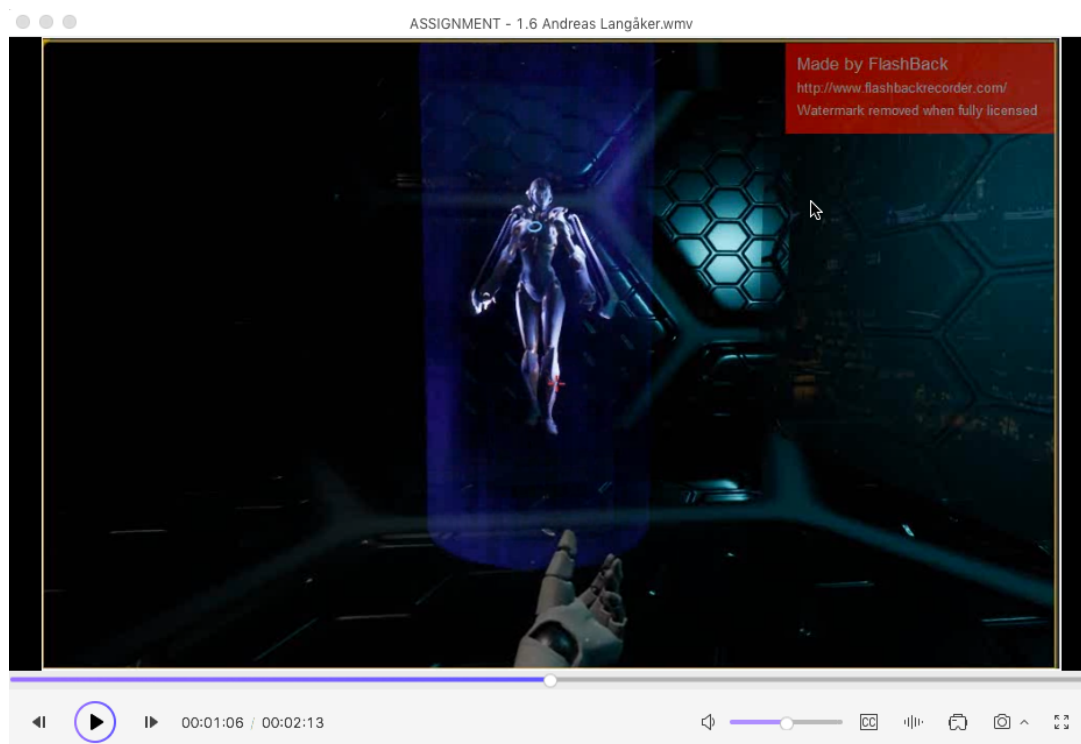 ASSIGNMENT - 1.6 Andreas Langåker.wmv
Made by FlashBack
http://www.flashbackrecorder.com/
Watermark removed when fully licensed
00:01:06 / 00:02:13
CC